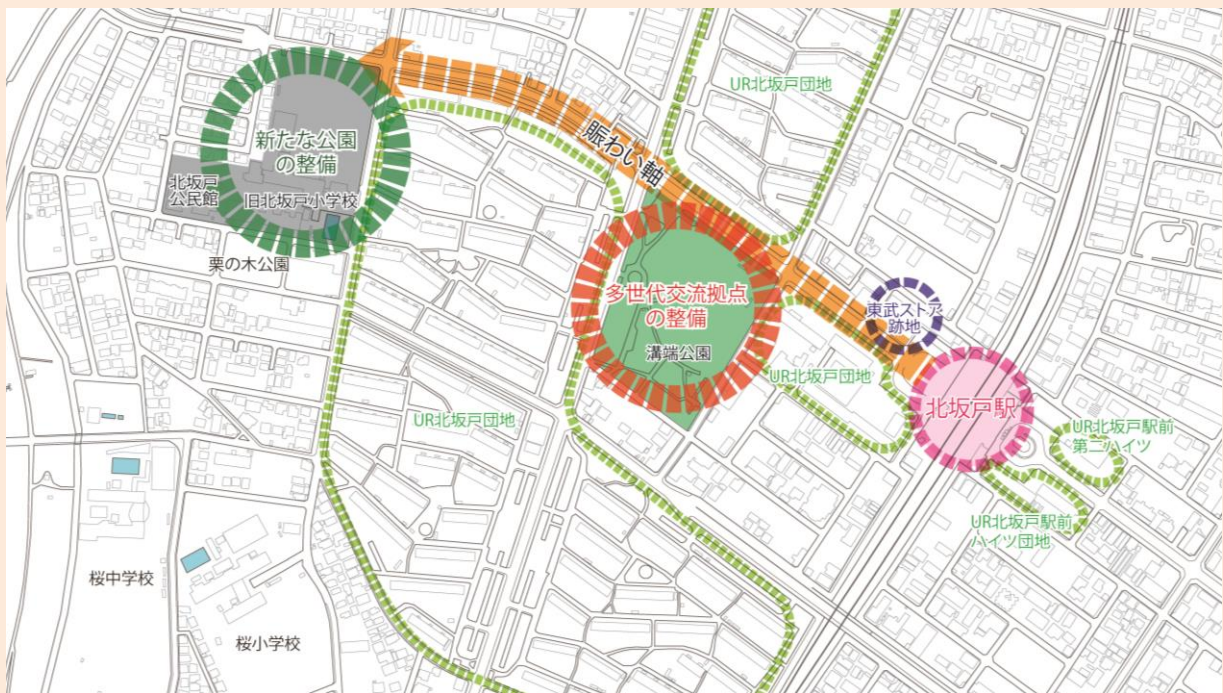 UR北坂戸団地
賑わい軸
新たな公園
の整備
北坂戸
公民館
旧北坂戸小学校
栗の木公園
多世代交流拠点
の整備
溝端公園
東武ストア
跡地
UR北坂戸団地
北坂戸駅
UR北坂戸団地
UR北坂戸駅前
第二ハイツ
UR北坂戸駅前
ハイツ団地
桜中学校
桜小学校